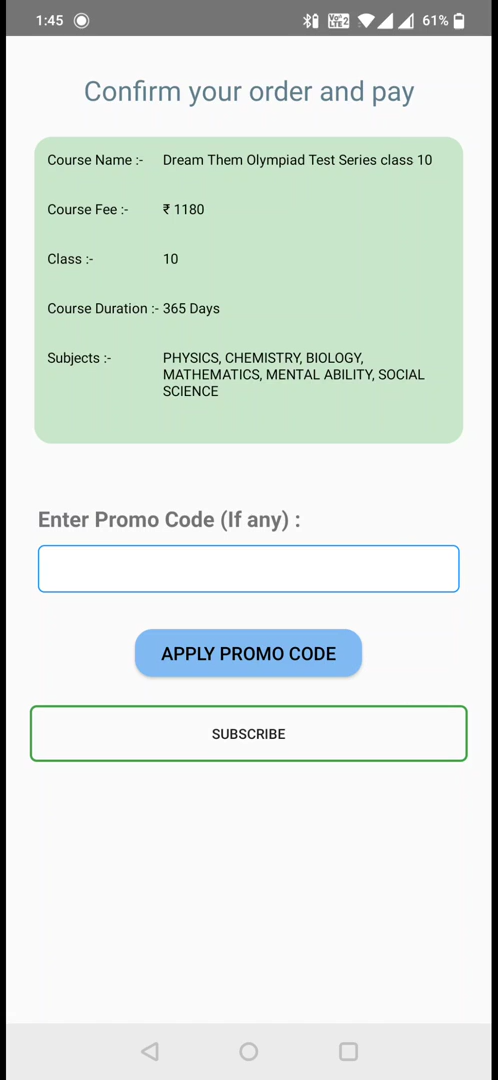 1:45 Vo) LTE2 61%
Confirm your order and pay
Course Name :- Dream Them Olympiad Test Series class 10
Course Fee :- ₹ 1180
Class :- 10
Course Duration :- 365 Days
Subjects :- PHYSICS, CHEMISTRY, BIOLOGY,
MATHEMATICS, MENTAL ABILITY, SOCIAL
SCIENCE
Enter Promo Code (If any) :
APPLY PROMO CODE
SUBSCRIBE